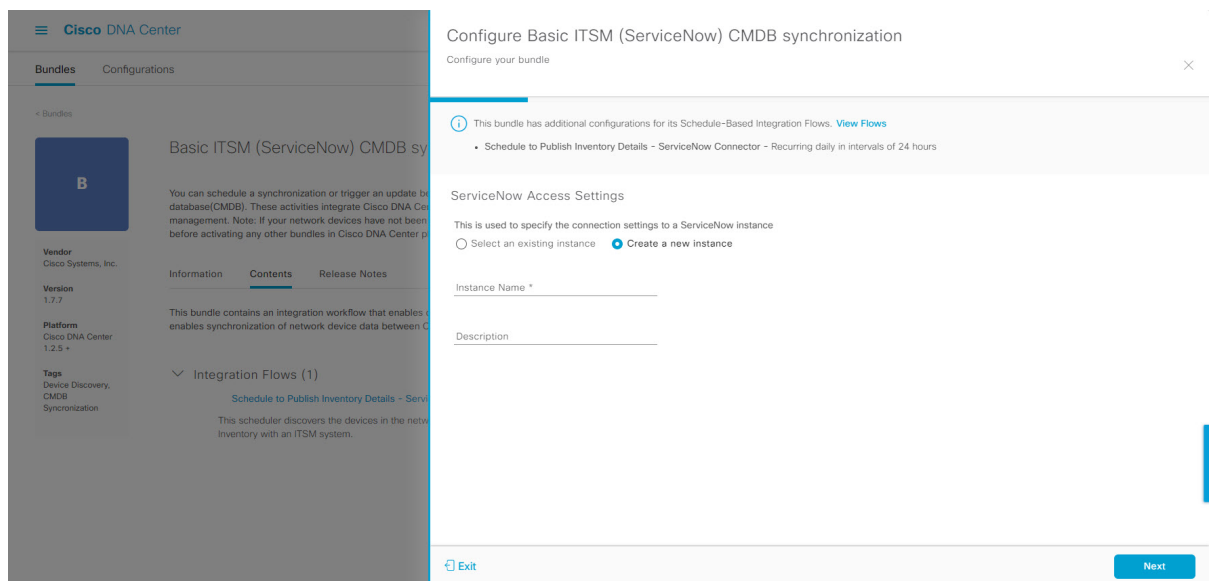 Cisco DNA Center
Bundles Configurations
< Bundles
B
Vendor
Cisco Systems, Inc.
Version
1.7.7
Platform
Cisco DNA Center
1.2.5 +
Tags
Device Discovery,
CMDB
Syncronization
Basic ITSM (ServiceNow) CMDB sy
You can schedule a synchronization or trigger an update be
database(CMDB). These activities integrate Cisco DNA Ce
management. Note: If your network devices have not been
before activating any other bundles in Cisco DNA Center p
Information Contents Release Notes
This bundle contains an integration workflow that enables
enables synchronization of network device data between C
Integration Flows (1)
Schedule to Publish Inventory Details - Servi
This scheduler discovers the devices in the netw
Inventory with an ITSM system.
Configure Basic ITSM (ServiceNow) CMDB synchronization
Configure your bundle
This bundle has additional configurations for its Schedule-Based Integration Flows. View Flows
• Schedule to Publish Inventory Details - ServiceNow Connector - Recurring daily in intervals of 24 hours
ServiceNow Access Settings
This is used to specify the connection settings to a ServiceNow instance
Select an existing instance Create a new instance
Instance Name *
Description
Exit
Next